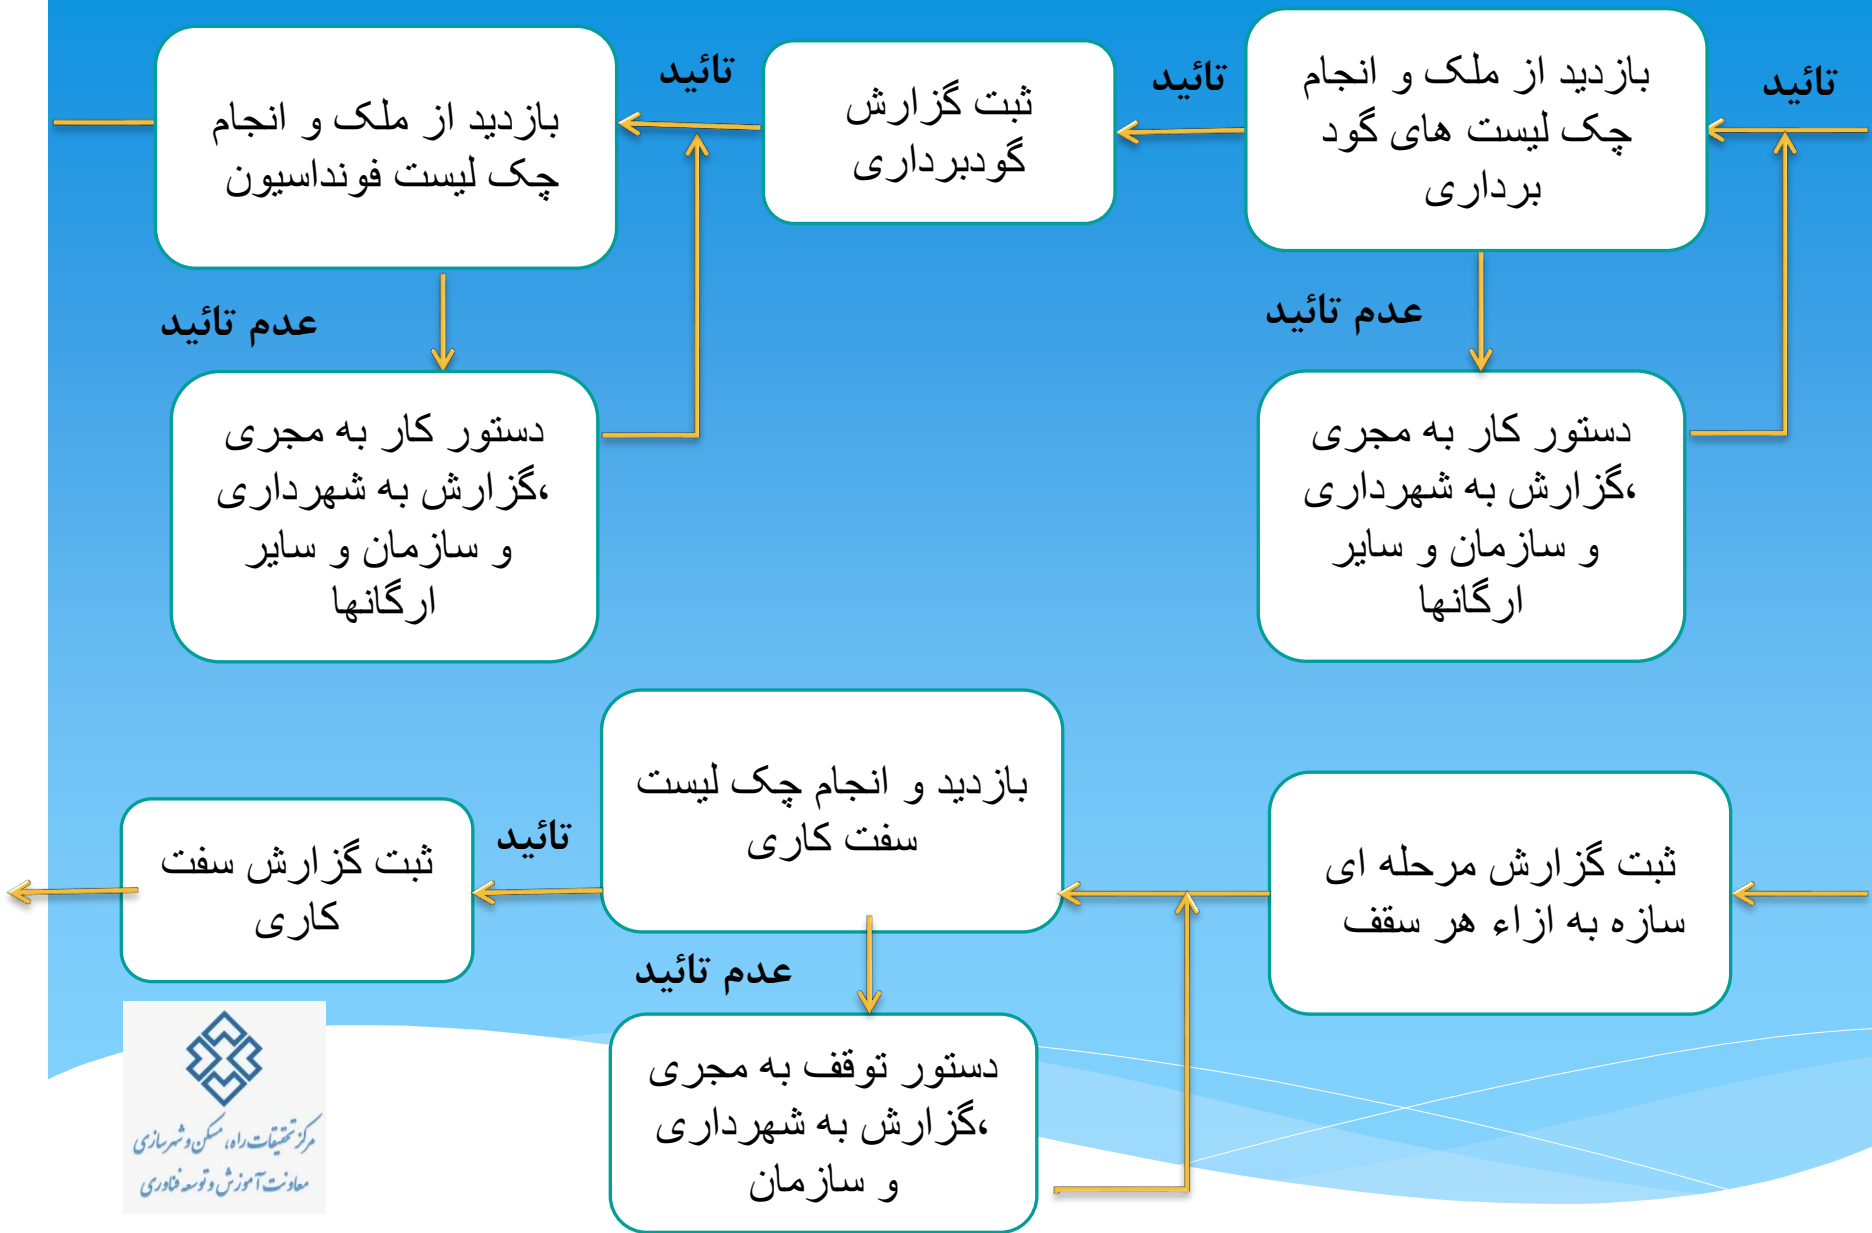 تائید
بازدید از ملک و انجام
چک لیست های گود
برداری
تائید
ثبت گزارش
گودبرداری
تائید
بازدید از ملک و انجام
چک لیست فونداسیون
عدم تائید
دستور کار به مجری
،گزارش به شهرداری
و سازمان و سایر
ارگانها
عدم تائید
دستور کار به مجری
،گزارش به شهرداری
و سازمان و سایر
ارگانها
ثبت گزارش مرحله ای
سازه به ازاء هر سقف
بازدید و انجام چک لیست
سفت کاری
تائید
ثبت گزارش سفت
کاری
عدم تائید
دستور توقف به مجری
،گزارش به شهرداری
و سازمان
مرکز تحقیقات راه، مسکن و شهرسازی
معاونت آموزش و توسعه فناوری